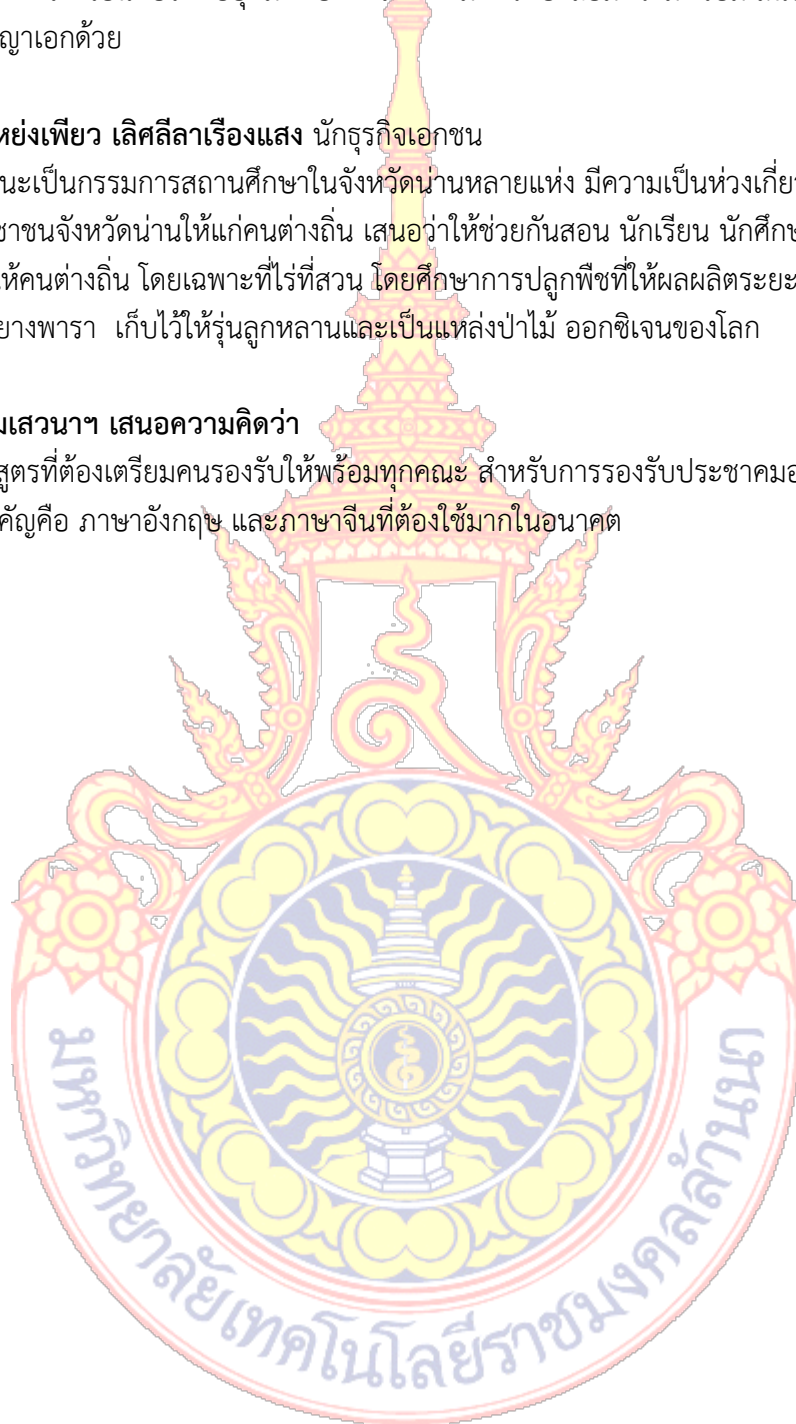 ญาเอกด้วย
หย่งเพียว เลิศลีลาเรืองแสง นักธุรกิจเอกชน
นะเป็นกรรมการสถานศึกษาในจังหวัดน่านหลายแห่ง มีความเป็นห่วงเกี่ย
ชาชนจังหวัดน่านให้แก่คนต่างถิ่น เสนอว่าให้ช่วยกันสอน นักเรียน นักศึกษ
ห้คนต่างถิ่น โดยเฉพาะที่ไร่ที่สวน โดยศึกษาการปลูกพืชที่ให้ผลผลิตระยะ
ยางพารา เก็บไว้ให้รุ่นลูกหลานและเป็นแหล่งป่าไม้ ออกซิเจนของโลก
มเสวนาฯ เสนอความคิดว่า
สูตรที่ต้องเตรียมคนรองรับให้พร้อมทุกคณะ สำหรับการรองรับประชาคมอ
คัญคือ ภาษาอังกฤษ และภาษาจีนที่ต้องใช้มากในอนาคต
มหาวิทยาลัยเทคโนโลยีราชมงคลล้านนา